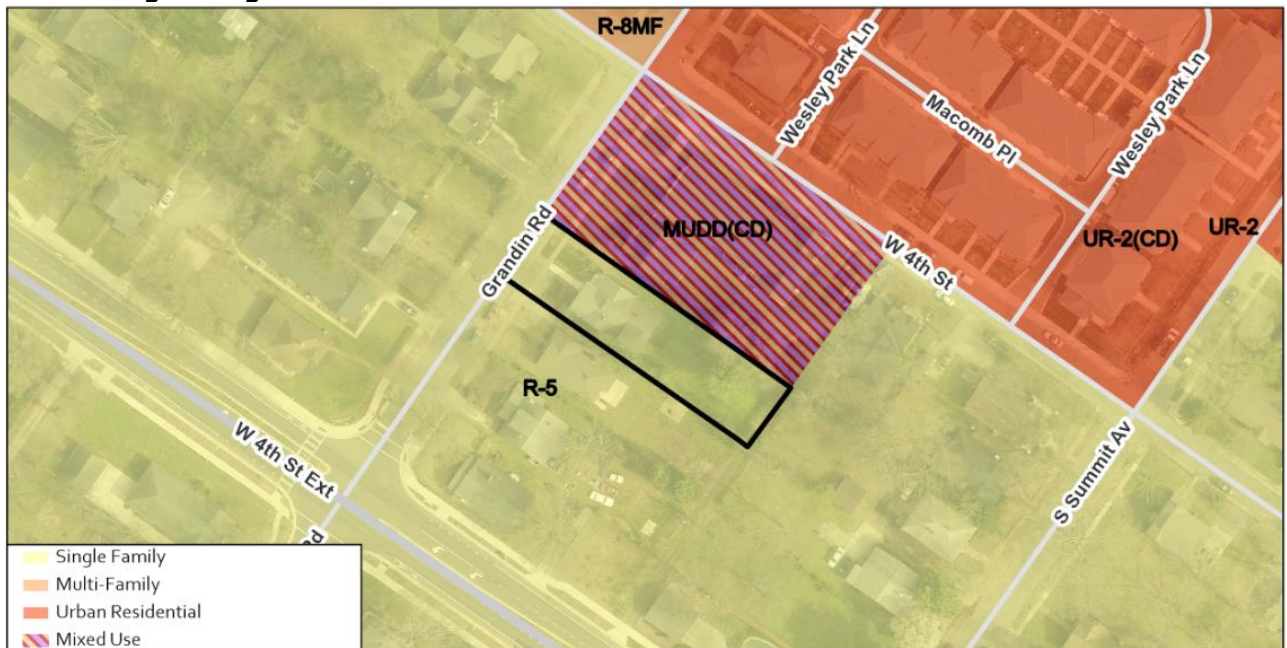 R-8MF
Wesley Park Ln
Macomb Pl
Wesley Park Ln
MUDD(CD)
UR-2(CD)
UR-2
W 4th St
Grandin Rd
R-5
W 4th St Ext
S Summit Av
Single Family
Multi-Family
Urban Residential
Mixed Use